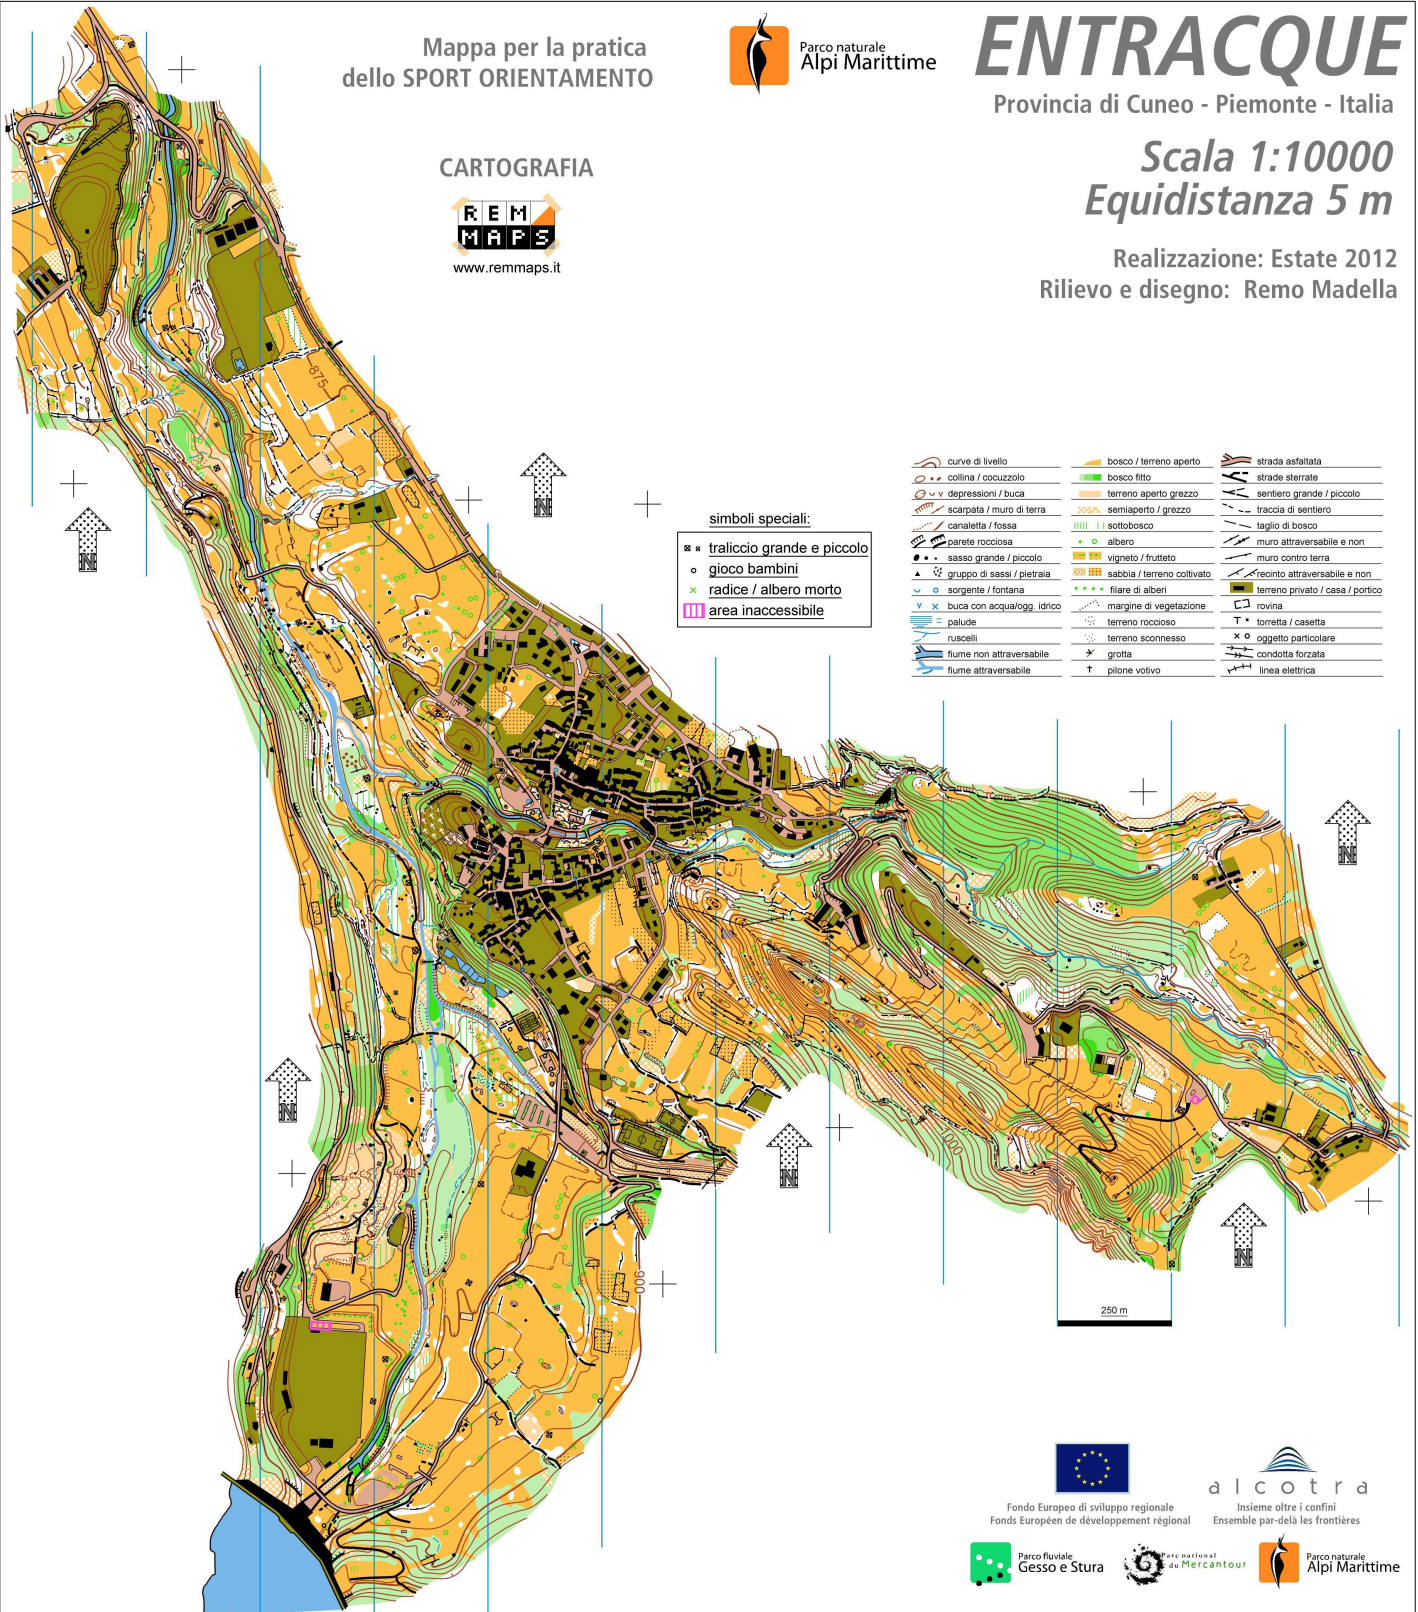 Mappa per la pratica
dello SPORT ORIENTAMENTO
Parco naturale
Alpi Marittime
ENTRACQUE
Provincia di Cuneo - Piemonte - Italia
Scala 1:10000
Equidistanza 5 m
Realizzazione: Estate 2012
Rilievo e disegno: Remo Madella
CARTOGRAFIA
REM
MAPS
www.remmaps.it
875
simboli speciali:
traliccio grande e piccolo
gioco bambini
radice / albero morto
area inaccessibile
curve di livello
collina / cocuzzolo
depressioni / buca
scarpata / muro di terra
canaletta / fossa
parete rocciosa
sasso grande / piccolo
gruppo di sassi / pietraia
sorgente / fontana
buca con acqua/ogg. idrico
palude
ruscelli
fiume non attraversabile
fiume attraversabile
bosco / terreno aperto
bosco fitto
terreno aperto grezzo
semiaperto / grezzo
sottobosco
albero
vigneto / frutteto
sabbia / terreno coltivato
filare di alberi
margine di vegetazione
terreno roccioso
terreno sconnesso
grotta
pilone votivo
strada asfaltata
strade sterrate
sentiero grande / piccolo
traccia di sentiero
taglio di bosco
muro attraversabile e non
muro contro terra
recinto attraversabile e non
terreno privato / casa / portico
rovina
torretta / casetta
oggetto particolare
condotta forzata
linea elettrica
N
N
N
N
N
N
1000
900
250 m
Fondo Europeo di sviluppo regionale
Fonds Européen de développement régional
alcotra
Insieme oltre i confini
Ensemble par-delà les frontières
Parco fluviale
Gesso e Stura
Parc national
du Mercantour
Parco naturale
Alpi Marittime